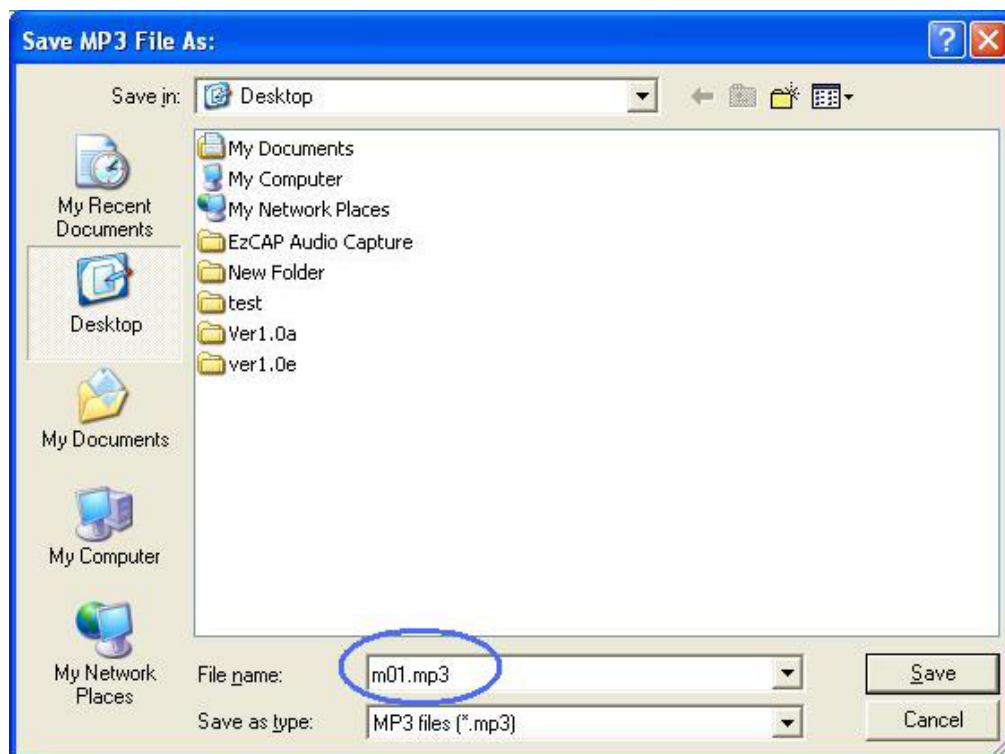 Save MP3 File As:
Save in:
Desktop
My Recent
Documents
Desktop
My Documents
My Computer
My Network
Places
My Documents
My Computer
My Network Places
EzCAP Audio Capture
New Folder
test
Ver1.0a
ver1.0e
File name:
m01.mp3
Save
Save as type:
MP3 files (*.mp3)
Cancel